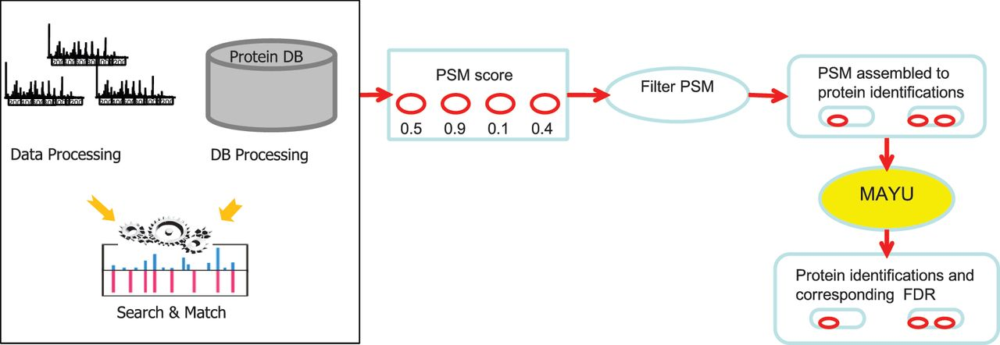 Protein DB
Data Processing
DB Processing
Search & Match
PSM score
0.5 0.9 0.1 0.4
Filter PSM
PSM assembled to
protein identifications
MAYU
Protein identifications and
corresponding FDR